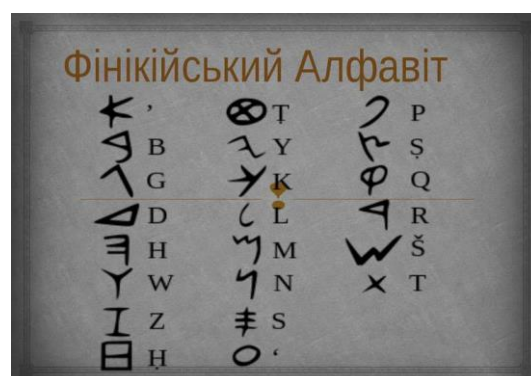 Фінікійський Алфавіт
𐤀 ʼ
𐤁 B
𐤂 G
𐤃 D
𐤄 H
𐤅 W
𐤆 Z
𐤇 Ḥ
𐤈 Ṭ
𐤉 Y
𐤊 K
𐤋 L
𐤌 M
𐤍 N
𐤎 S
𐤏 ʻ
𐤐 P
𐤑 Ṣ
𐤒 Q
𐤓 R
𐤔 Š
𐤕 T